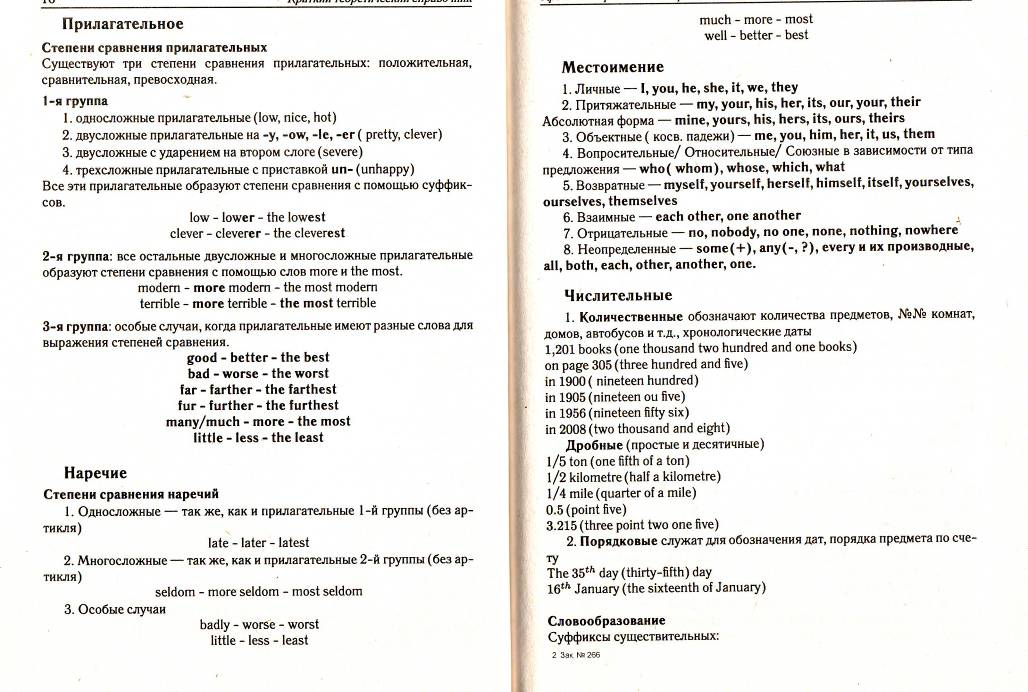 16 Краткий теоретический справочник
Прилагательное
Степени сравнения прилагательных
Существуют три степени сравнения прилагательных: положительная,
сравнительная, превосходная.
1-я группа
1. односложные прилагательные (low, nice, hot)
2. двусложные прилагательные на -y, -ow, -le, -er ( pretty, clever)
3. двусложные с ударением на втором слоге (severe)
4. трехсложные прилагательные с приставкой un- (unhappy)
Все эти прилагательные образуют степени сравнения с помощью суффик-
сов.
low - lower - the lowest
clever - cleverer - the cleverest
2-я группа: все остальные двусложные и многосложные прилагательные
образуют степени сравнения с помощью слов more и the most.
modern - more modern - the most modern
terrible - more terrible - the most terrible
3-я группа: особые случаи, когда прилагательные имеют разные слова для
выражения степеней сравнения.
good - better - the best
bad - worse - the worst
far - farther - the farthest
fur - further - the furthest
many/much - more - the most
little - less - the least
Наречие
Степени сравнения наречий
1. Односложные — так же, как и прилагательные 1-й группы (без ар-
тикля)
late - later - latest
2. Многосложные — так же, как и прилагательные 2-й группы (без ар-
тикля)
seldom - more seldom - most seldom
3. Особые случаи
badly - worse - worst
little - less - least
much - more - most
well - better - best
Местоимение
1. Личные — I, you, he, she, it, we, they
2. Притяжательные — my, your, his, her, its, our, your, their
Абсолютная форма — mine, yours, his, hers, its, ours, theirs
3. Объектные ( косв. падежи) — me, you, him, her, it, us, them
4. Вопросительные/ Относительные/ Союзные в зависимости от типа
предложения — who( whom), whose, which, what
5. Возвратные — myself, yourself, herself, himself, itself, yourselves,
ourselves, themselves
6. Взаимные — each other, one another
7. Отрицательные — no, nobody, no one, none, nothing, nowhere
8. Неопределенные — some(+), any(-, ?), every и их производные,
all, both, each, other, another, one.
Числительные
1. Количественные обозначают количества предметов, №№ комнат,
домов, автобусов и т.д., хронологические даты
1,201 books (one thousand two hundred and one books)
on page 305 (three hundred and five)
in 1900 ( nineteen hundred)
in 1905 (nineteen ou five)
in 1956 (nineteen fifty six)
in 2008 (two thousand and eight)
Дробные (простые и десятичные)
1/5 ton (one fifth of a ton)
1/2 kilometre (half a kilometre)
1/4 mile (quarter of a mile)
0.5 (point five)
3.215 (three point two one five)
2. Порядковые служат для обозначения дат, порядка предмета по сче-
ту
The 35th day (thirty-fifth) day
16th January (the sixteenth of January)
Словообразование
Суффиксы существительных:
2 Зак. № 266